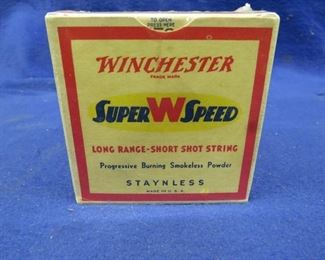 TO OPEN
PRESS HERE
WINCHESTER
TRADE MARK
SUPER W SPEED
LONG RANGE-SHORT SHOT STRING
Progressive Burning Smokeless Powder
STAYNLESS
MADE IN U.S.A.